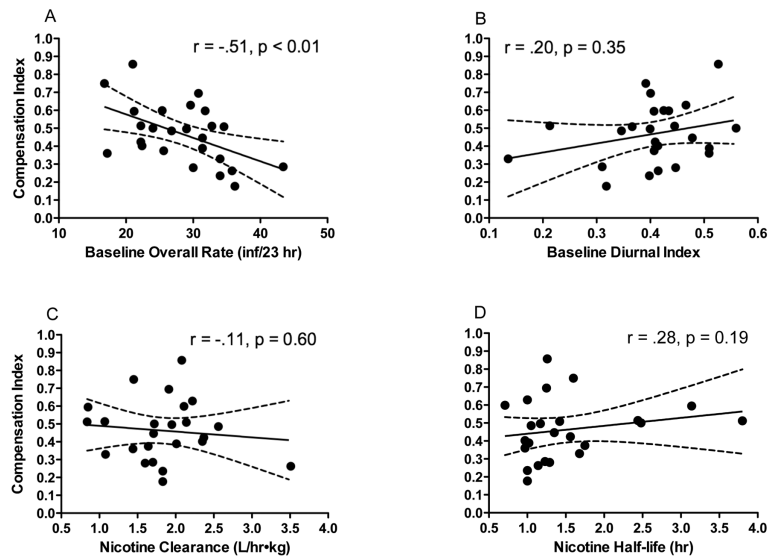 A
r = -.51, p < 0.01
Compensation Index
1.0
0.9
0.8
0.7
0.6
0.5
0.4
0.3
0.2
0.1
0.0
10 20 30 40 50
Baseline Overall Rate (inf/23 hr)
B
r = .20, p = 0.35
1.0
0.9
0.8
0.7
0.6
0.5
0.4
0.3
0.2
0.1
0.0
0.1 0.2 0.3 0.4 0.5 0.6
Baseline Diurnal Index
C
r = -.11, p = 0.60
Compensation Index
1.0
0.9
0.8
0.7
0.6
0.5
0.4
0.3
0.2
0.1
0.0
0.5 1.0 1.5 2.0 2.5 3.0 3.5 4.0
Nicotine Clearance (L/hr•kg)
D
r = .28, p = 0.19
1.0
0.9
0.8
0.7
0.6
0.5
0.4
0.3
0.2
0.1
0.0
0.5 1.0 1.5 2.0 2.5 3.0 3.5 4.0
Nicotine Half-life (hr)